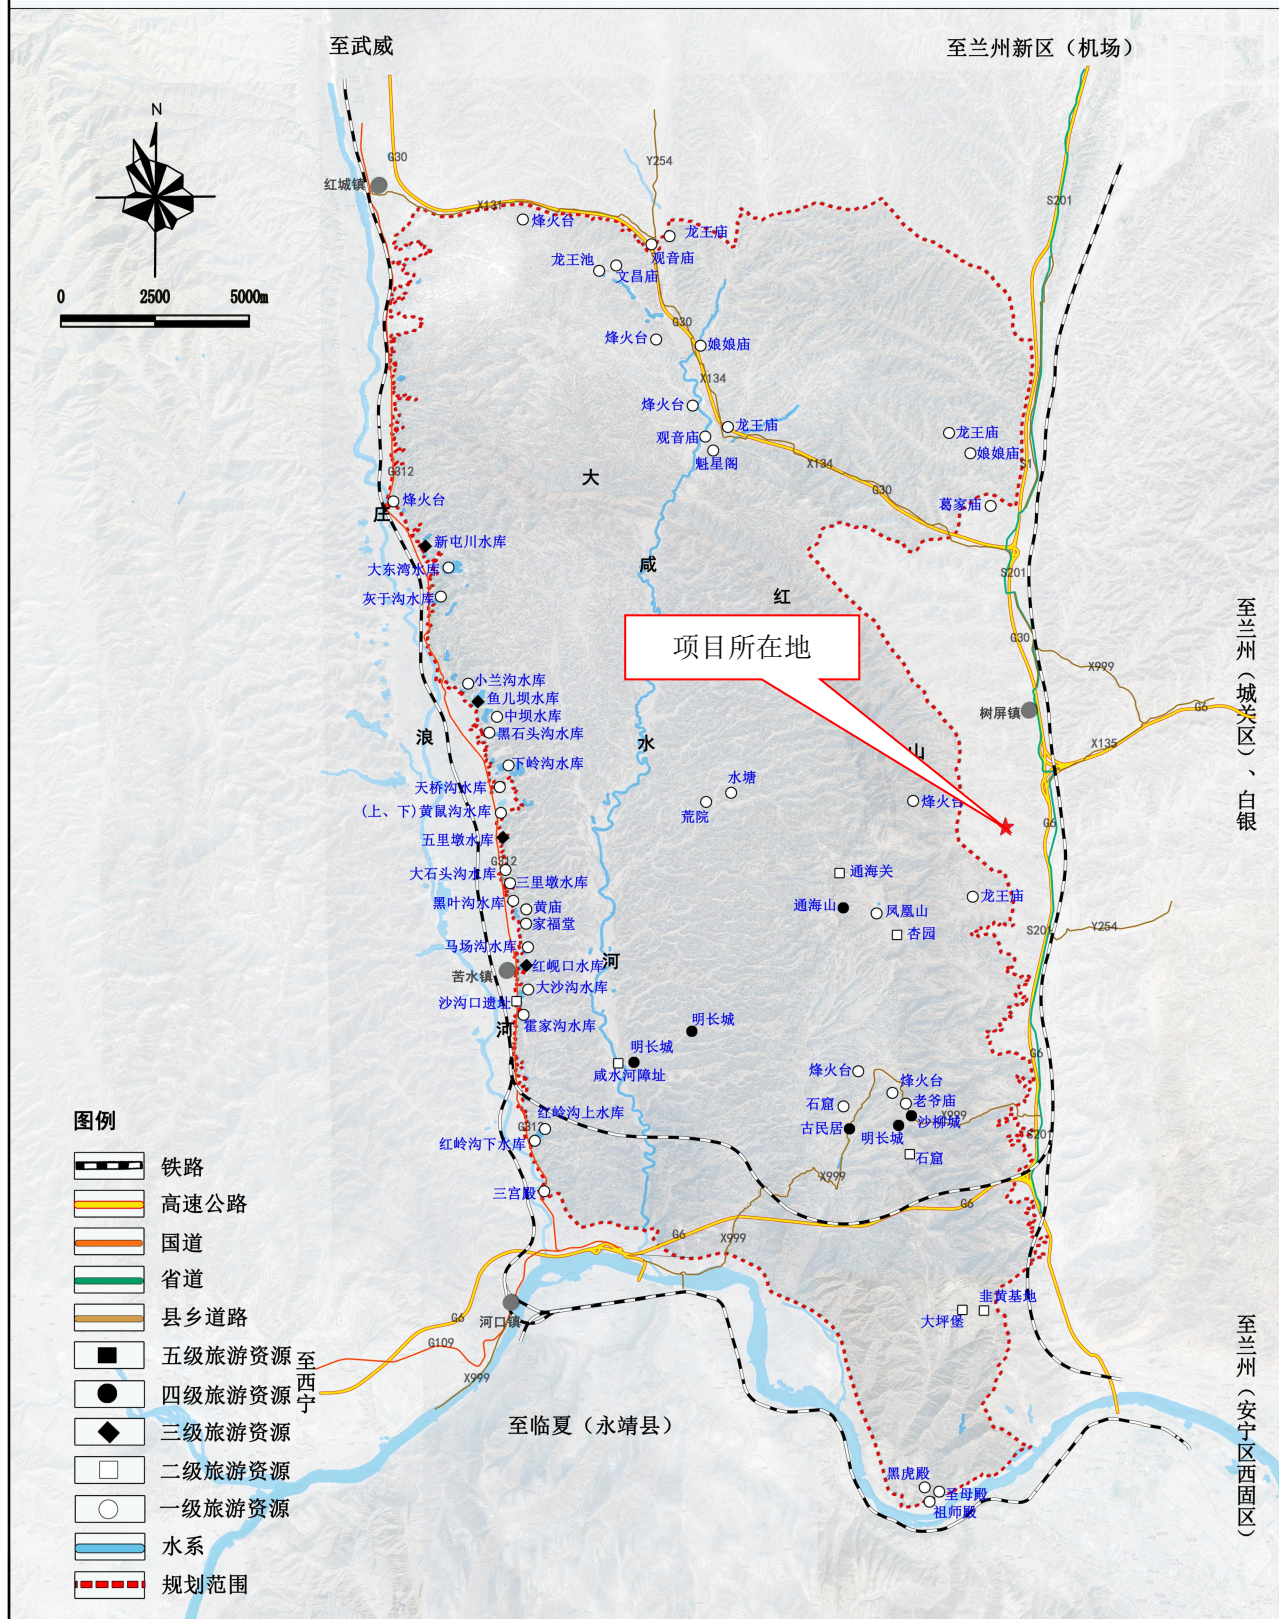 至武威
至兰州新区（机场）
N
0 2500 5000m
G30
Y254
红城镇
X131
S201
烽火台
龙王庙
观音庙
龙王池
文昌庙
G30
烽火台
娘娘庙
X134
烽火台
龙王庙
观音庙
魁星阁
龙王庙
娘娘庙
X134
S1
G312
大
G30
烽火台
葛家庙
庄
新屯川水库
大东湾水库
咸
S201
灰于沟水库
红
至兰州（城关区）、白银
项目所在地
G30
X999
小兰沟水库
鱼儿坝水库
中坝水库
黑石头沟水库
树屏镇
G6
浪
水
山
X135
下岭沟水库
水塘
天桥沟水库
荒院
烽火台
(上、下)黄鼠沟水库
G6
五里墩水库
G312
大石头沟水库
三里墩水库
通海关
黑叶沟水库
黄庙
家福堂
通海山
凤凰山
龙王庙
杏园
S201
Y254
马场沟水库
红岘口水库
河
苦水镇
大沙沟水库
沙沟口遗址
霍家沟水库
河
明长城
明长城
咸水河障址
G6
烽火台
烽火台
石窟
老爷庙
沙柳城
X999
古民居
明长城
石窟
S201
红岭沟上水库
G312
红岭沟下水库
三宫殿
X999
G6
G6
X999
河口镇
G6
G109
X999
韭黄基地
大坪堡
至西宁
至临夏（永靖县）
至兰州（安宁区西固区）
黑虎殿
圣母殿
祖师殿
图例
铁路
高速公路
国道
省道
县乡道路
五级旅游资源
四级旅游资源
三级旅游资源
二级旅游资源
一级旅游资源
水系
规划范围